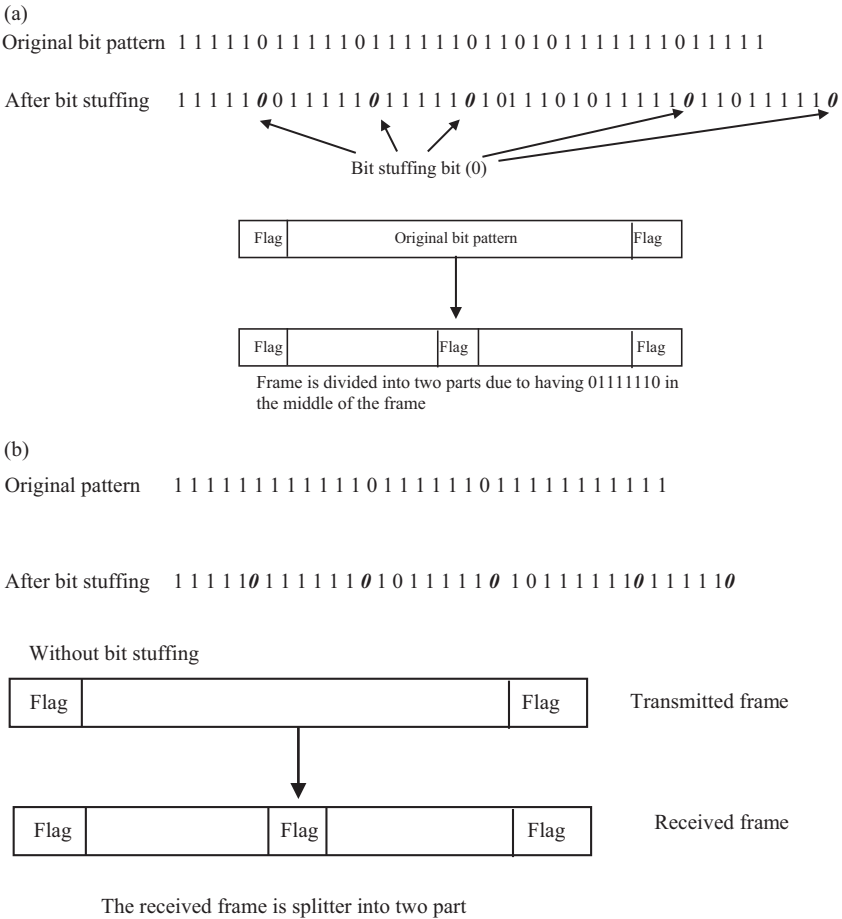 (a)
Original bit pattern 1 1 1 1 1 0 1 1 1 1 1 0 1 1 1 1 1 1 0 1 1 0 1 0 1 1 1 1 1 1 1 0 1 1 1 1 1
After bit stuffing 1 1 1 1 1 0 0 1 1 1 1 1 0 1 1 1 1 1 0 1 01 1 1 0 1 0 1 1 1 1 1 0 1 1 0 1 1 1 1 1 0
Bit stuffing bit (0)
Flag Original bit pattern Flag
Flag Flag Flag
Frame is divided into two parts due to having 01111110 in
the middle of the frame
(b)
Original pattern 1 1 1 1 1 1 1 1 1 1 1 1 0 1 1 1 1 1 1 0 1 1 1 1 1 1 1 1 1 1 1
After bit stuffing 1 1 1 1 1 0 1 1 1 1 1 1 0 1 0 1 1 1 1 1 0 1 0 1 1 1 1 1 1 0 1 1 1 1 1 0
Without bit stuffing
Flag Flag Transmitted frame
Flag Flag Flag Received frame
The received frame is splitter into two part